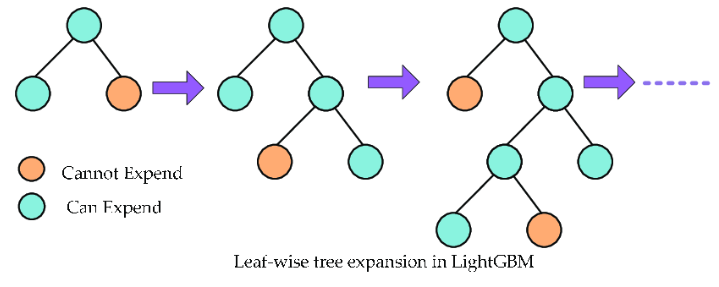 Cannot Expend
Can Expend
Leaf-wise tree expansion in LightGBM